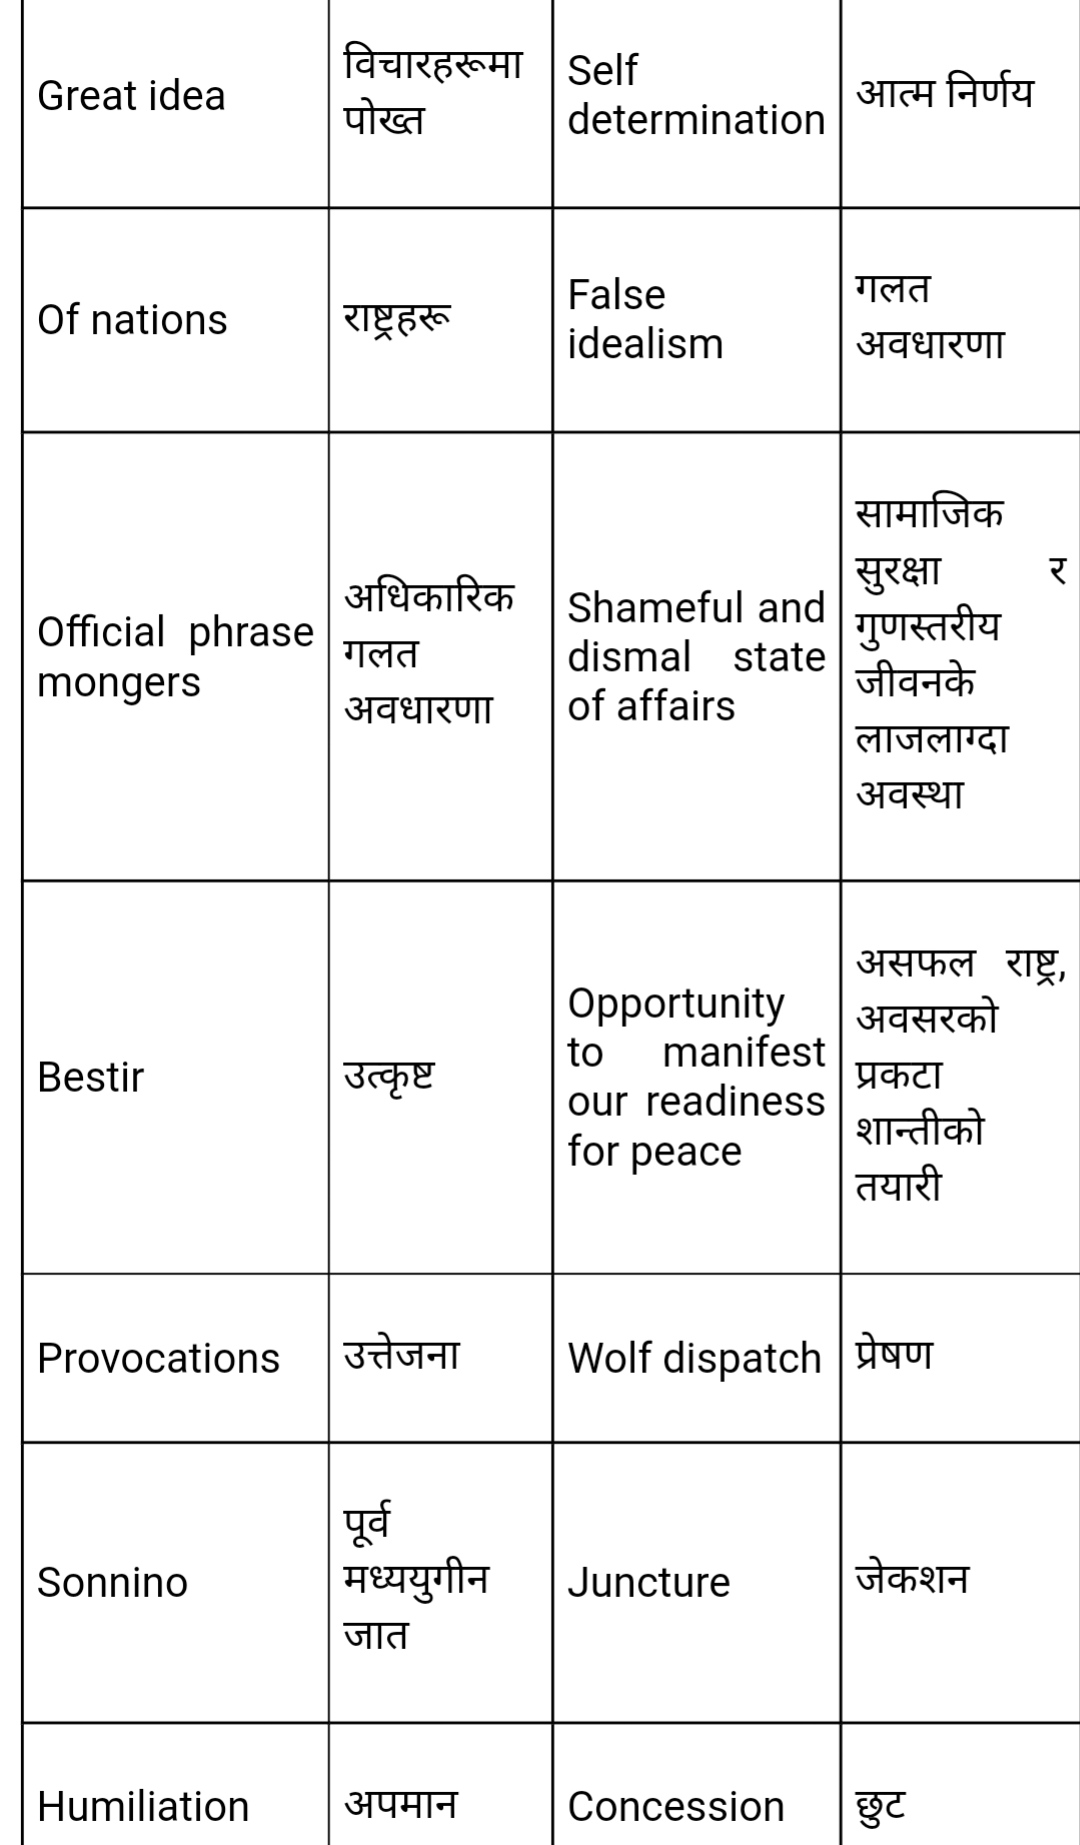 Great idea
विचारहरूमा
पोख्त
Self
determination
आत्म निर्णय
Of nations
राष्ट्रहरू
False
idealism
गलत
अवधारणा
Official phrase
mongers
अधिकारिक
गलत
अवधारणा
Shameful and
dismal state
of affairs
सामाजिक
सुरक्षा र
गुणस्तरीय
जीवनके
लाजलाग्दा
अवस्था
Bestir
उत्कृष्ट
Opportunity
to manifest
our readiness
for peace
असफल राष्ट्र,
अवसरको
प्रकटा
शान्तीको
तयारी
Provocations
उत्तेजना
Wolf dispatch
प्रेषण
Sonnino
पूर्व
मध्ययुगीन
जात
Juncture
जेकशन
Humiliation
अपमान
Concession
छुट